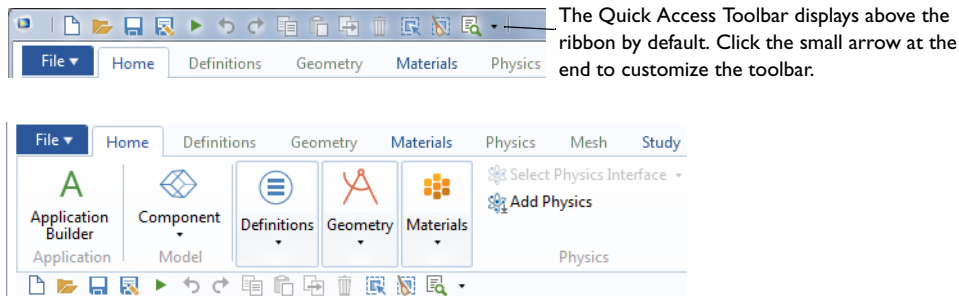 The Quick Access Toolbar displays above the
ribbon by default. Click the small arrow at the
end to customize the toolbar.
File Home Definitions Geometry Materials Physics
File Home Definitions Geometry Materials Physics Mesh Study
Select Physics Interface
Add Physics
Application Builder
Component
Definitions
Geometry
Materials
Application Model Physics